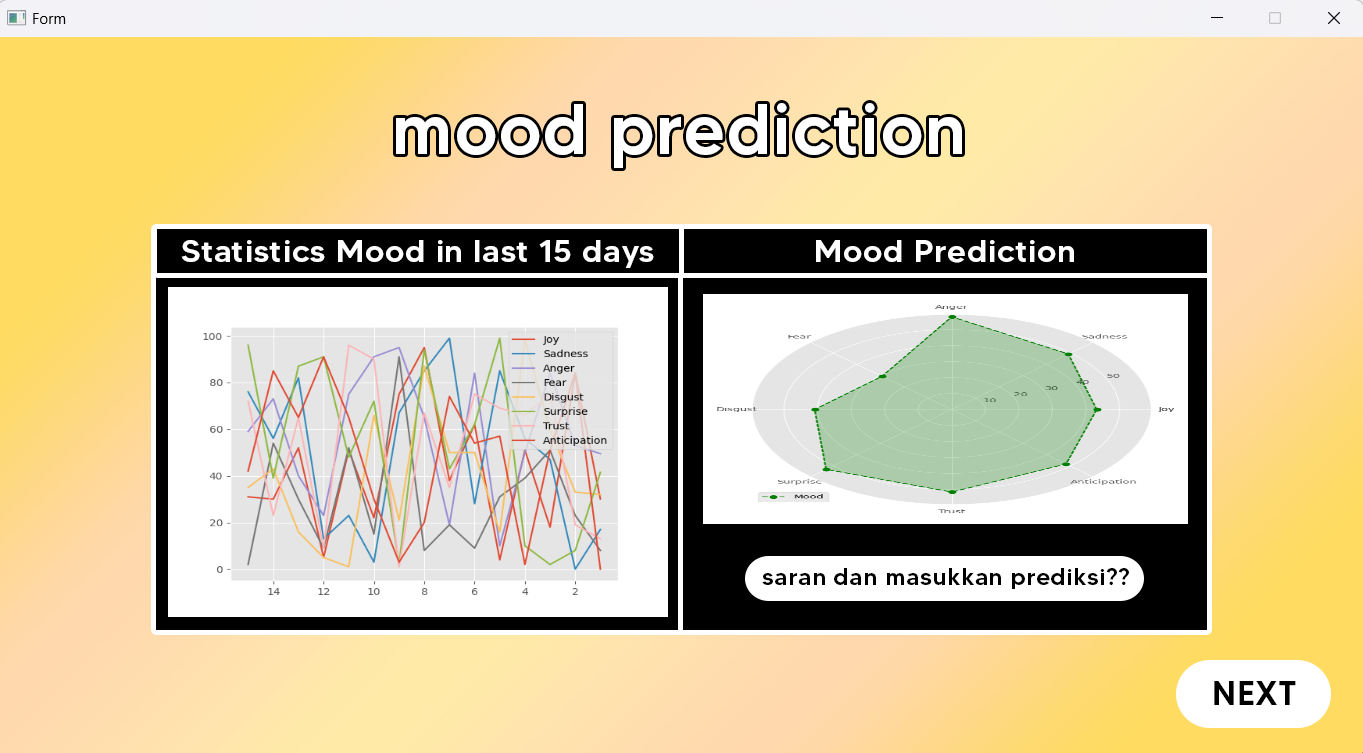 Form
mood prediction
Statistics Mood in last 15 days
Mood Prediction
100
80
60
40
20
0
14
12
10
8
6
4
2
Joy
Sadness
Anger
Fear
Disgust
Surprise
Trust
Anticipation
Anger
Fear
Sadness
50
40
30
20
10
Disgust
Joy
Surprise
Anticipation
Mood
Trust
saran dan masukkan prediksi??
NEXT